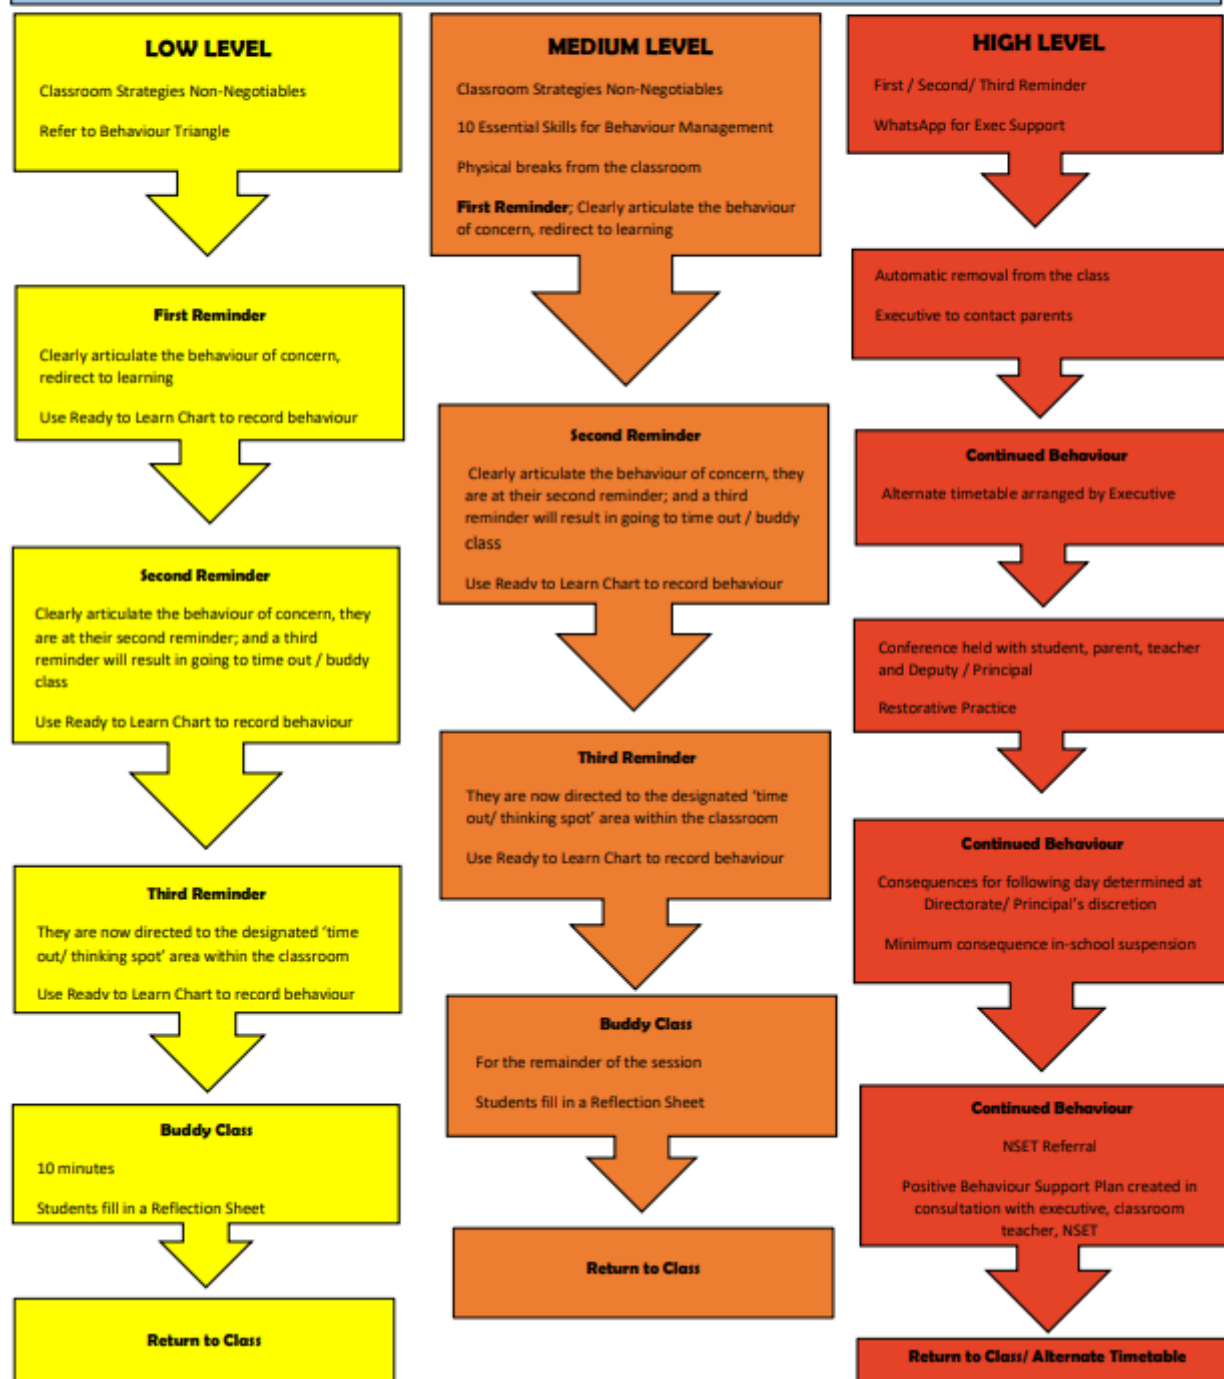 LOW LEVEL
Classroom Strategies Non-Negotiables
Refer to Behaviour Triangle
First Reminder
Clearly articulate the behaviour of concern,
redirect to learning
Use Ready to Learn Chart to record behaviour
Second Reminder
Clearly articulate the behaviour of concern, they
are at their second reminder; and a third
reminder will result in going to time out / buddy
class
Use Ready to Learn Chart to record behaviour
Third Reminder
They are now directed to the designated ‘time
out/ thinking spot’ area within the classroom
Use Ready to Learn Chart to record behaviour
Buddy Class
10 minutes
Students fill in a Reflection Sheet
Return to Class
MEDIUM LEVEL
Classroom Strategies Non-Negotiables
10 Essential Skills for Behaviour Management
Physical breaks from the classroom
First Reminder; Clearly articulate the behaviour
of concern, redirect to learning
Second Reminder
Clearly articulate the behaviour of concern, they
are at their second reminder; and a third
reminder will result in going to time out / buddy
class
Use Ready to Learn Chart to record behaviour
Third Reminder
They are now directed to the designated ‘time
out/ thinking spot’ area within the classroom
Use Ready to Learn Chart to record behaviour
Buddy Class
For the remainder of the session
Students fill in a Reflection Sheet
Return to Class
HIGH LEVEL
First / Second/ Third Reminder
WhatsApp for Exec Support
Automatic removal from the class
Executive to contact parents
Continued Behaviour
Alternate timetable arranged by Executive
Conference held with student, parent, teacher
and Deputy / Principal
Restorative Practice
Continued Behaviour
Consequences for following day determined at
Directorate/ Principal’s discretion
Minimum consequence in-school suspension
Continued Behaviour
NSET Referral
Positive Behaviour Support Plan created in
consultation with executive, classroom
teacher, NSET
Return to Class/ Alternate Timetable